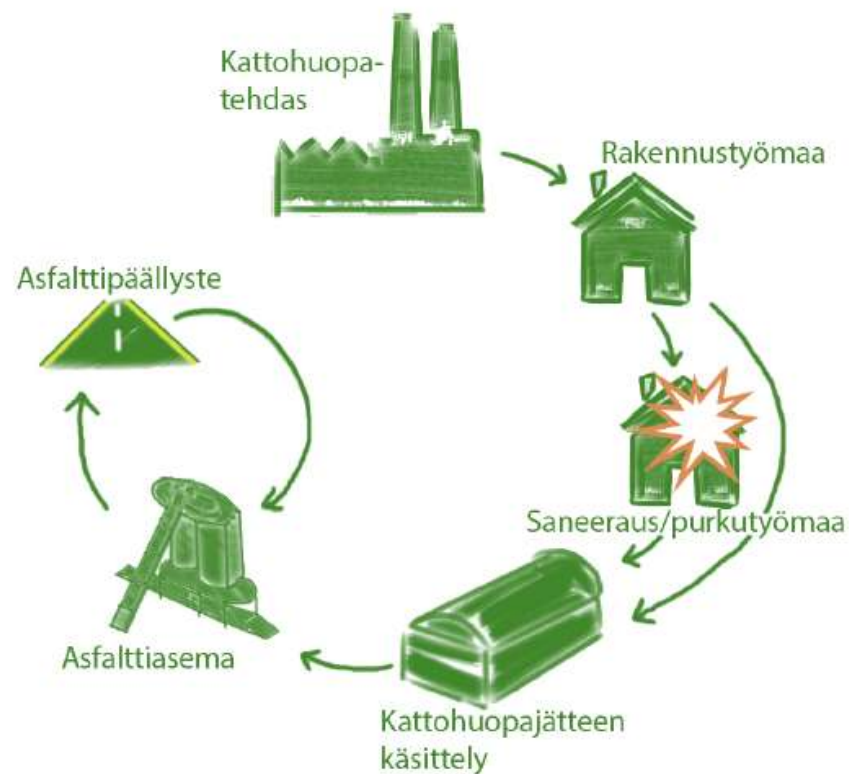 Kattohuopa-
tehdas
Rakennustyömaa
Asfalttipäällyste
Saneeraus/purkutyömaa
Asfalttiasema
Kattohuopajätteen
käsittely